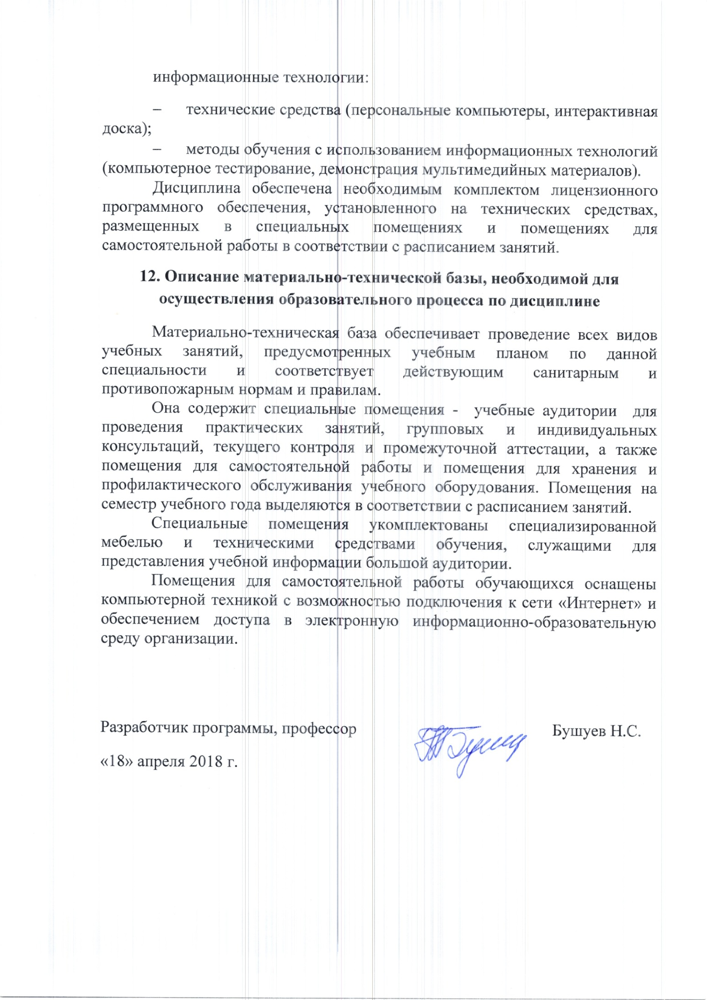 информационные технологии:
– технические средства (персональные компьютеры, интерактивная
доска);
– методы обучения с использованием информационных технологий
(компьютерное тестирование, демонстрация мультимедийных материалов).
Дисциплина обеспечена необходимым комплектом лицензионного
программного обеспечения, установленного на технических средствах,
размещенных в специальных помещениях и помещениях для
самостоятельной работы в соответствии с расписанием занятий.
12. Описание материально-технической базы, необходимой для
осуществления образовательного процесса по дисциплине
Материально-техническая база обеспечивает проведение всех видов
учебных занятий, предусмотренных учебным планом по данной
специальности и соответствует действующим санитарным и
противопожарным нормам и правилам.
Она содержит специальные помещения - учебные аудитории для
проведения практических занятий, групповых и индивидуальных
консультаций, текущего контроля и промежуточной аттестации, а также
помещения для самостоятельной работы и помещения для хранения и
профилактического обслуживания учебного оборудования. Помещения на
семестр учебного года выделяются в соответствии с расписанием занятий.
Специальные помещения укомплектованы специализированной
мебелью и техническими средствами обучения, служащими для
представления учебной информации большой аудитории.
Помещения для самостоятельной работы обучающихся оснащены
компьютерной техникой с возможностью подключения к сети «Интернет» и
обеспечением доступа в электронную информационно-образовательную
среду организации.
Разработчик программы, профессор Бушуев Н.С.
«18» апреля 2018 г.